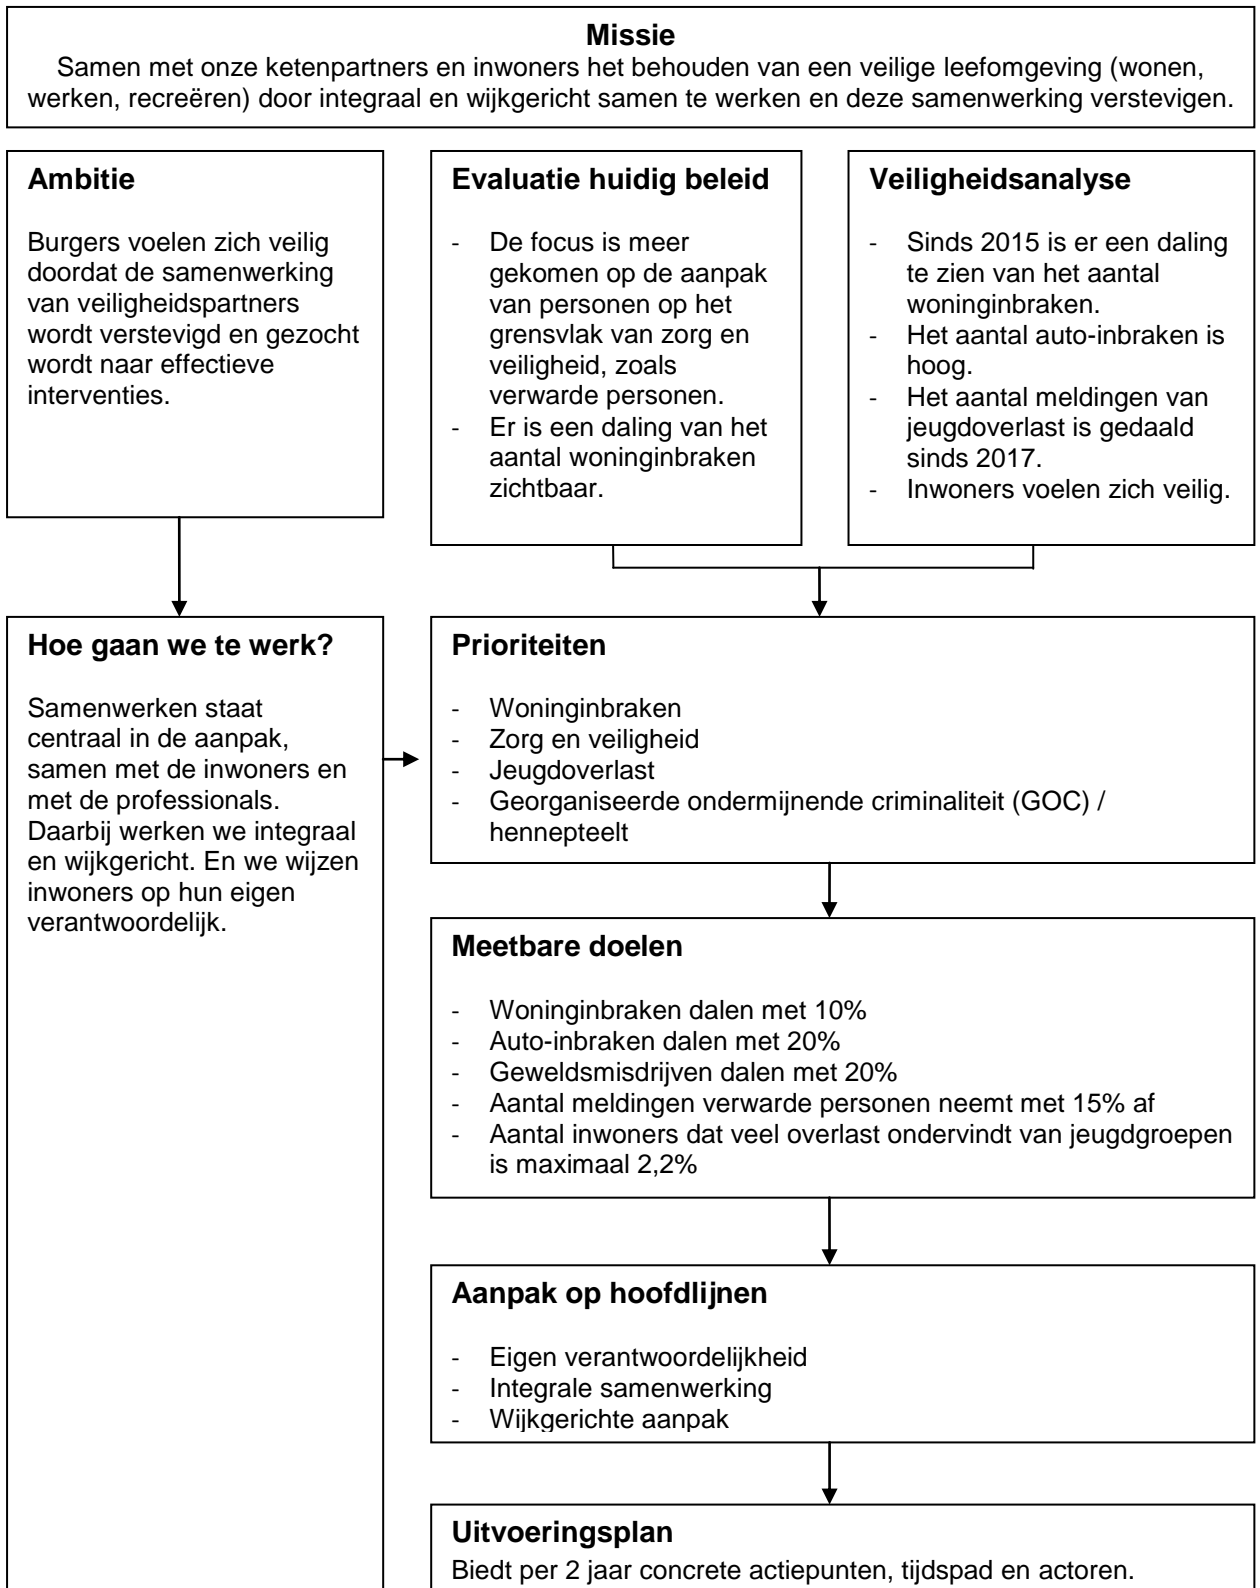 Missie
Samen met onze ketenpartners en inwoners het behouden van een veilige leefomgeving (wonen,
werken, recreëren) door integraal en wijkgericht samen te werken en deze samenwerking verstevigen.
Ambitie
Burgers voelen zich veilig
doordat de samenwerking
van veiligheidspartners
wordt verstevigd en gezocht
wordt naar effectieve
interventies.
Evaluatie huidig beleid
- De focus is meer
gekomen op de aanpak
van personen op het
grensvlak van zorg en
veiligheid, zoals
verwarde personen.
- Er is een daling van het
aantal woninginbraken
zichtbaar.
Veiligheidsanalyse
- Sinds 2015 is er een daling
te zien van het aantal
woninginbraken.
- Het aantal auto-inbraken is
hoog.
- Het aantal meldingen van
jeugdoverlast is gedaald
sinds 2017.
- Inwoners voelen zich veilig.
Hoe gaan we te werk?
Samenwerken staat
centraal in de aanpak,
samen met de inwoners en
met de professionals.
Daarbij werken we integraal
en wijkgericht. En we wijzen
inwoners op hun eigen
verantwoordelijk.
Prioriteiten
- Woninginbraken
- Zorg en veiligheid
- Jeugdoverlast
- Georganiseerde ondermijnende criminaliteit (GOC) /
hennepteelt
Meetbare doelen
- Woninginbraken dalen met 10%
- Auto-inbraken dalen met 20%
- Geweldsmisdrijven dalen met 20%
- Aantal meldingen verwarde personen neemt met 15% af
- Aantal inwoners dat veel overlast ondervindt van jeugdgroepen
is maximaal 2,2%
Aanpak op hoofdlijnen
- Eigen verantwoordelijkheid
- Integrale samenwerking
- Wijkgerichte aanpak
Uitvoeringsplan
Biedt per 2 jaar concrete actiepunten, tijdspad en actoren.